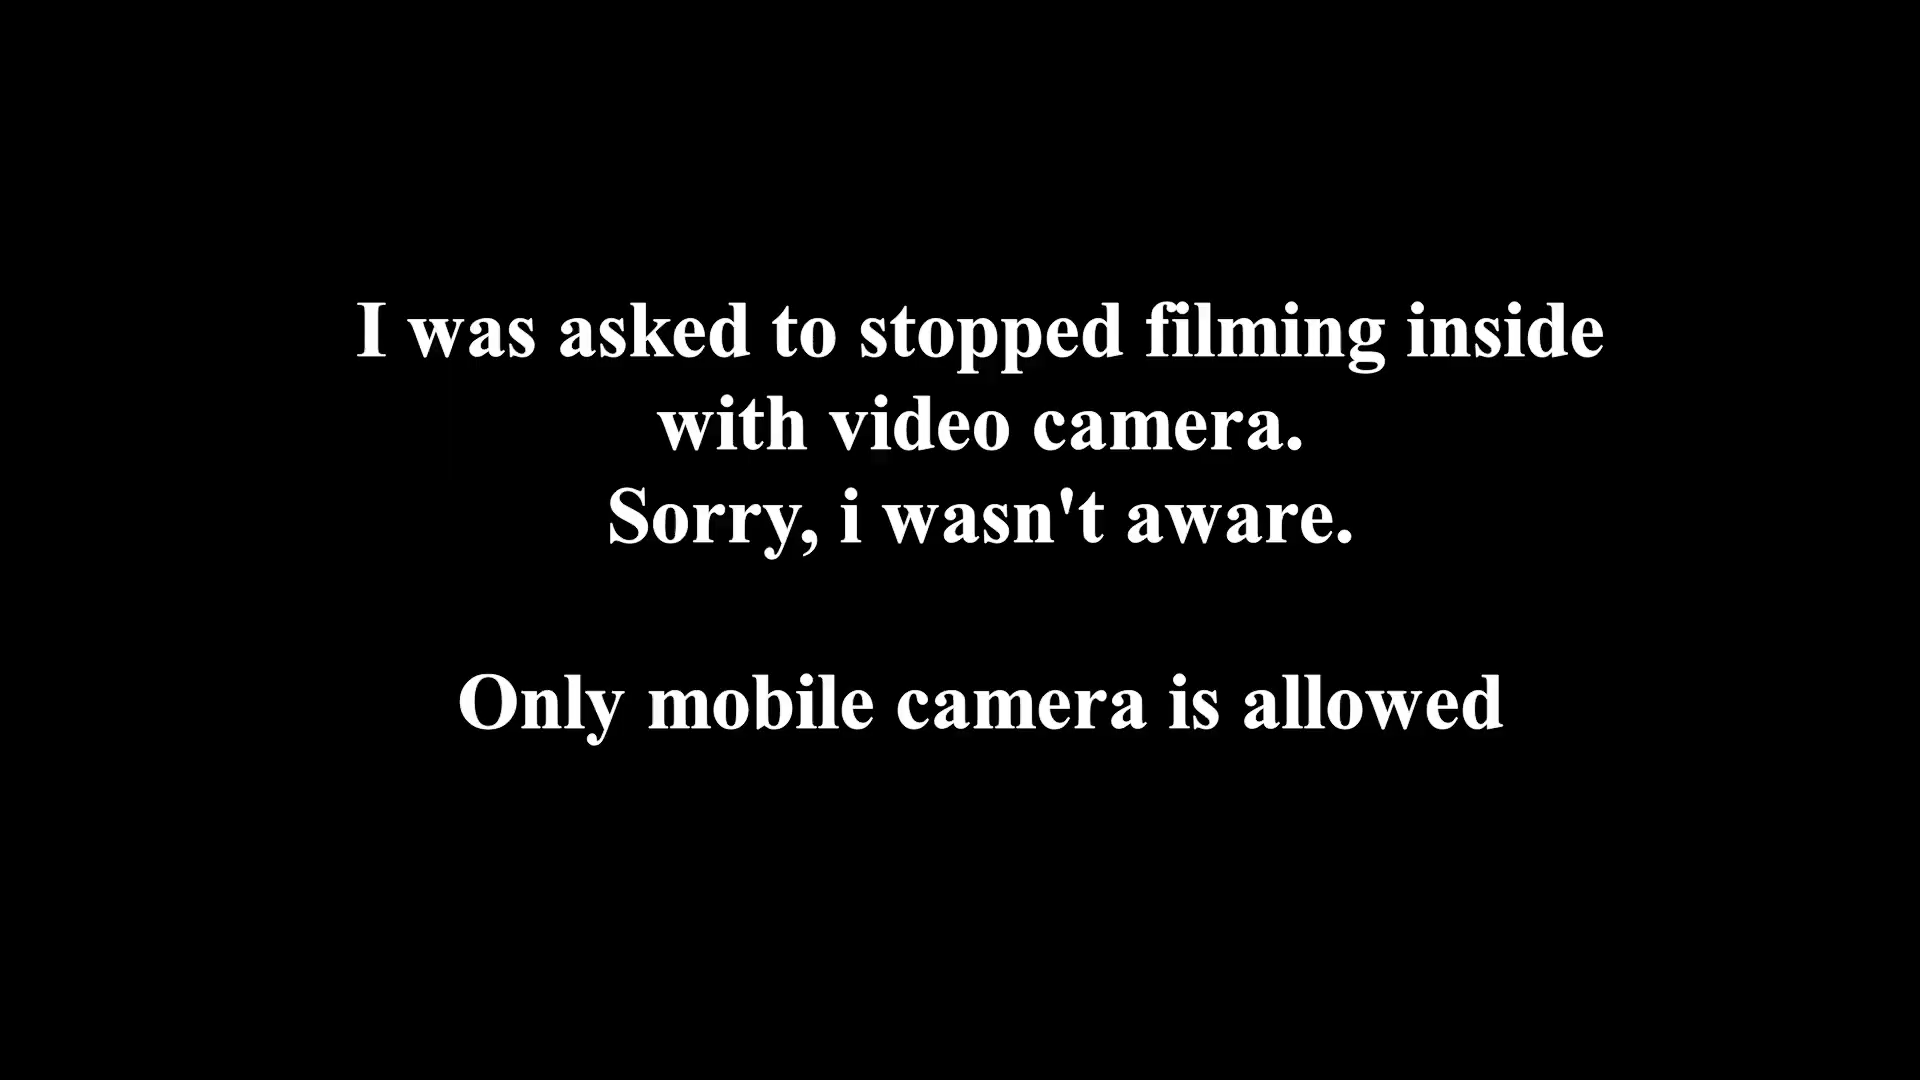 I was asked to stopped filming inside
with video camera.
Sorry, i wasn't aware.
Only mobile camera is allowed